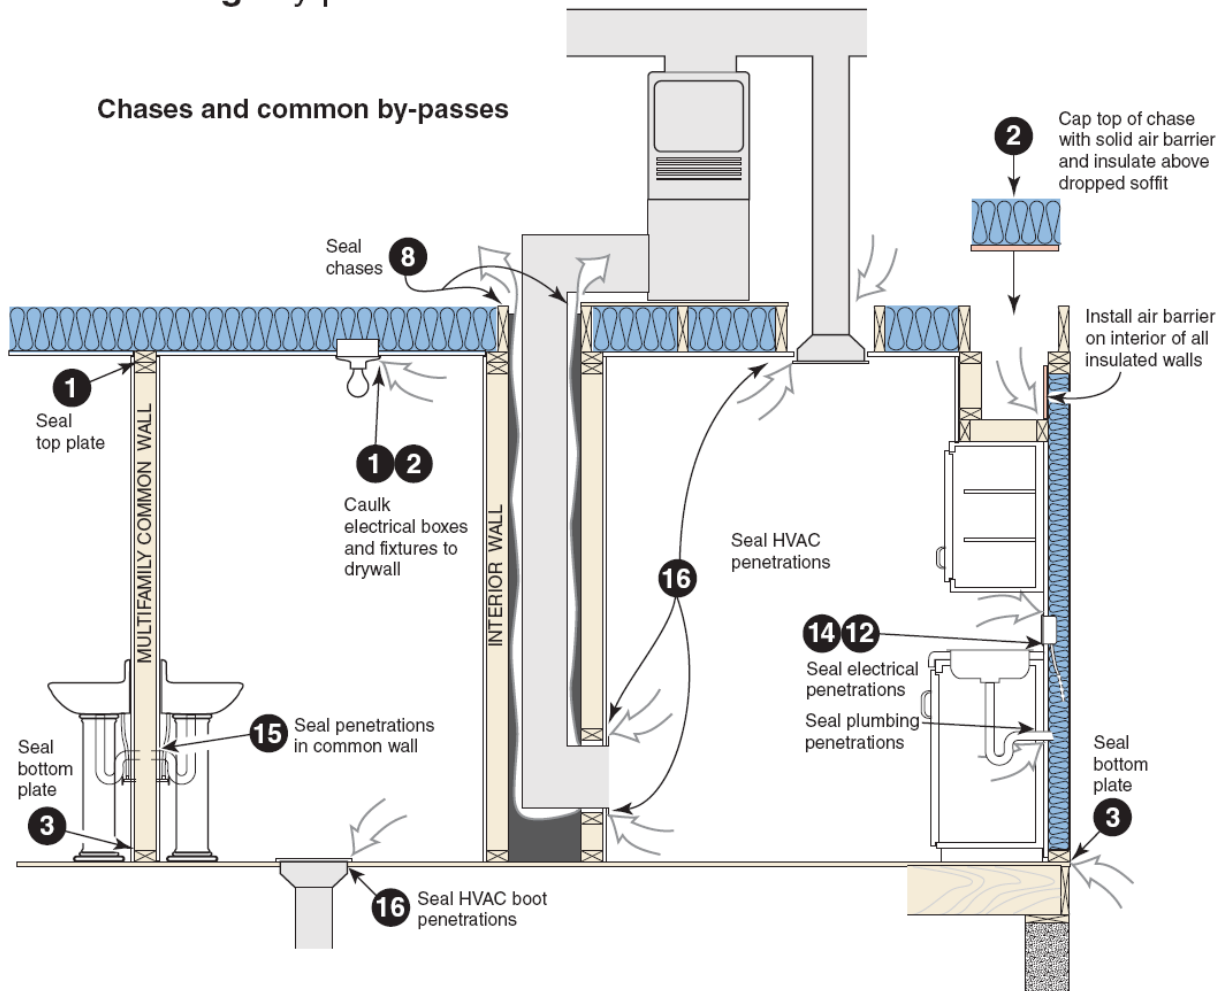 Chases and common by-passes
2
Cap top of chase
with solid air barrier
and insulate above
dropped soffit
Seal
chases
8
Install air barrier
on interior of all
insulated walls
1
Seal
top plate
MULTIFAMILY COMMON WALL
1 2
Caulk
electrical boxes
and fixtures to
drywall
INTERIOR WALL
Seal HVAC
penetrations
16
14 12
Seal electrical
penetrations
Seal plumbing
penetrations
15
Seal penetrations
in common wall
Seal
bottom
plate
3
Seal
bottom
plate
3
16
Seal HVAC boot
penetrations